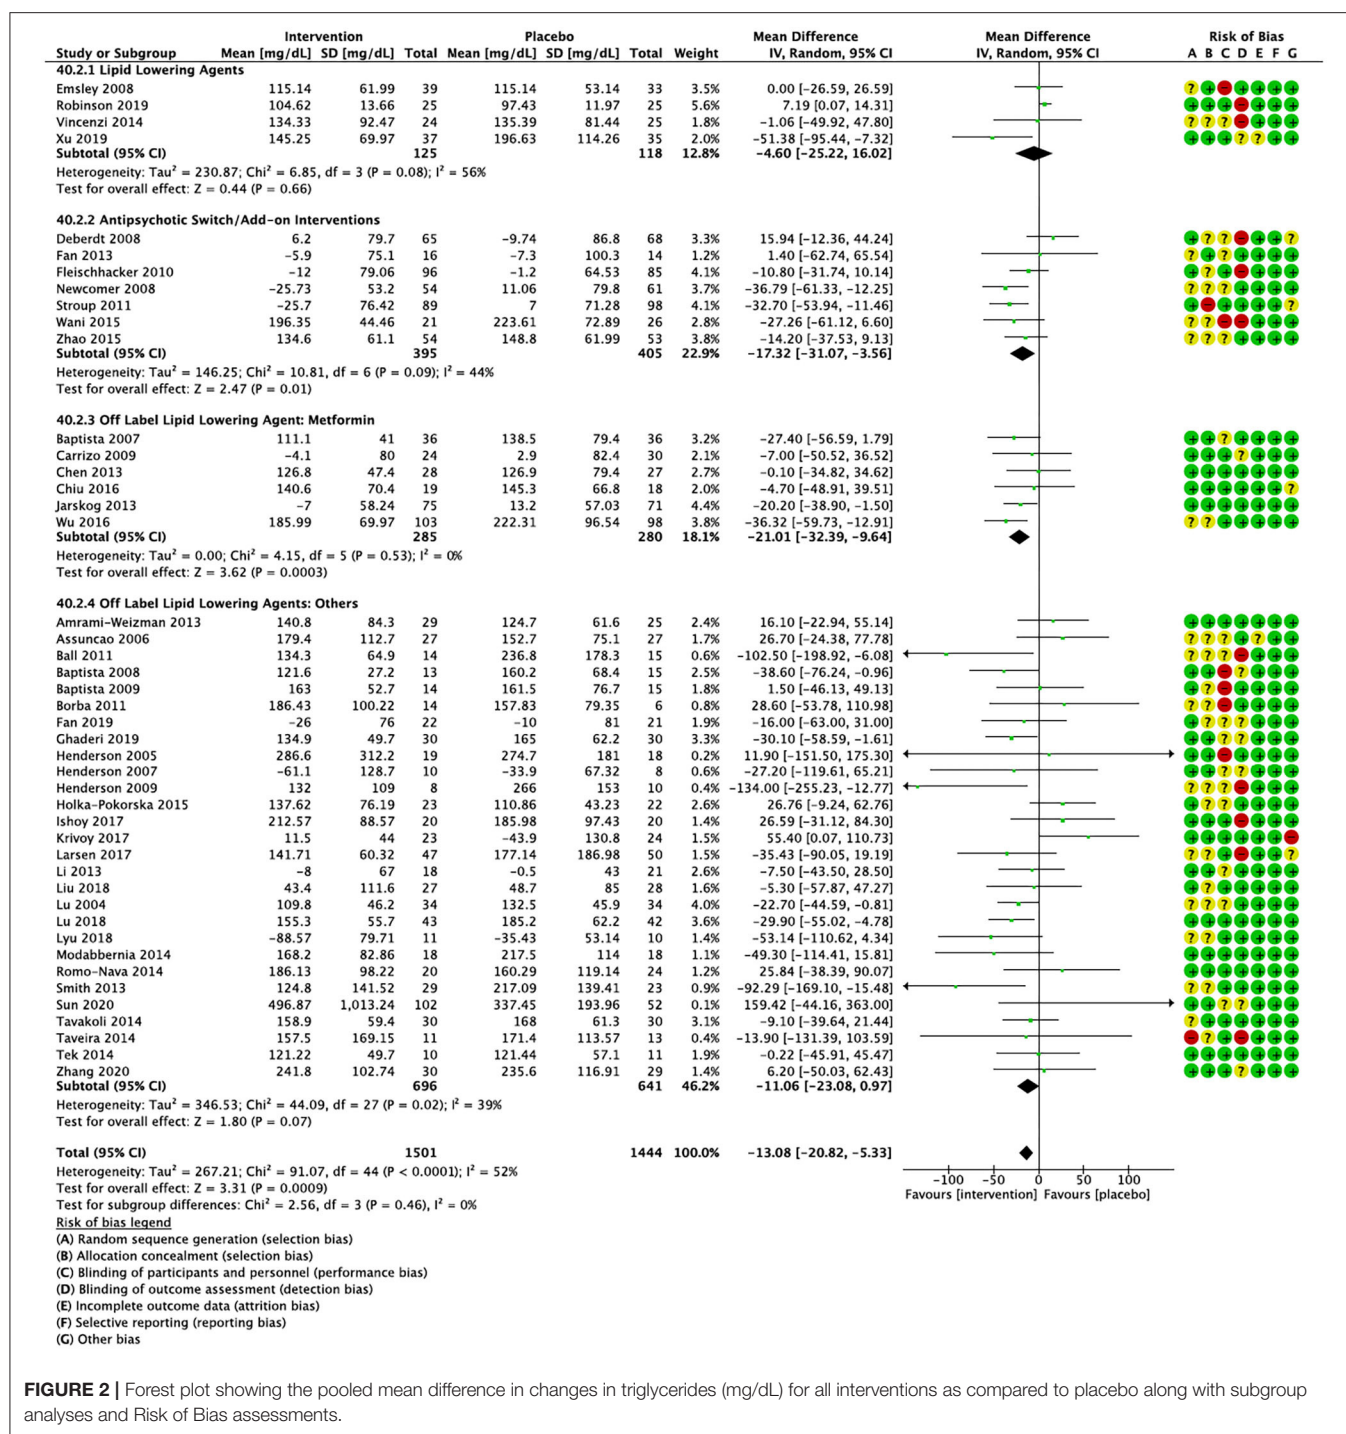 Intervention Placebo Mean Difference Mean Difference Risk of Bias
Study or Subgroup Mean [mg/dL] SD [mg/dL] Total Mean [mg/dL] SD [mg/dL] Total Weight IV, Random, 95% CI IV, Random, 95% CI A B C D E F G
40.2.1 Lipid Lowering Agents
Emsley 2008 115.14 61.99 39 115.14 53.14 33 3.5% 0.00 [-26.59, 26.59] ? + - + + + +
Robinson 2019 104.62 13.66 25 97.43 11.97 25 5.6% 7.19 [0.07, 14.31] + + + - + + +
Vincenzi 2014 134.33 92.47 24 135.39 81.44 25 1.8% -1.06 [-49.92, 47.80] ? ? ? - + + +
Xu 2019 145.25 69.97 37 196.63 114.26 35 2.0% -51.38 [-95.44, -7.32] + + + ? ? + +
Subtotal (95% CI) 125 118 12.8% -4.60 [-25.22, 16.02]
Heterogeneity: Tau² = 230.87; Chi² = 6.85, df = 3 (P = 0.08); I² = 56%
Test for overall effect: Z = 0.44 (P = 0.66)
40.2.2 Antipsychotic Switch/Add-on Interventions
Deberdt 2008 6.2 79.7 65 -9.74 86.8 68 3.3% 15.94 [-12.36, 44.24] + ? ? - + + ?
Fan 2013 -5.9 75.1 16 -7.3 100.3 14 1.2% 1.40 [-62.74, 65.54] + ? + + + + +
Fleischhacker 2010 -12 79.06 96 -1.2 64.53 85 4.1% -10.80 [-31.74, 10.14] + ? + - + + +
Newcomer 2008 -25.73 53.2 54 11.06 79.8 61 3.7% -36.79 [-61.33, -12.25] ? ? ? + + + +
Stroup 2011 -25.7 76.42 89 7 71.28 98 4.1% -32.70 [-53.94, -11.46] + - + + + + ?
Wani 2015 196.35 44.46 21 223.61 72.89 26 2.8% -27.26 [-61.12, 6.60] ? ? - - + + +
Zhao 2015 134.6 61.1 54 148.8 61.99 53 3.8% -14.20 [-37.53, 9.13] ? ? ? + + + +
Subtotal (95% CI) 395 405 22.9% -17.32 [-31.07, -3.56]
Heterogeneity: Tau² = 146.25; Chi² = 10.81, df = 6 (P = 0.09); I² = 44%
Test for overall effect: Z = 2.47 (P = 0.01)
40.2.3 Off Label Lipid Lowering Agent: Metformin
Baptista 2007 111.1 41 36 138.5 79.4 36 3.2% -27.40 [-56.59, 1.79] + + ? + + + +
Carrizo 2009 -4.1 80 24 2.9 82.4 30 2.1% -7.00 [-50.52, 36.52] + + + ? + + +
Chen 2013 126.8 47.4 28 126.9 79.4 27 2.7% -0.10 [-34.82, 34.62] + + + + + + +
Chiu 2016 140.6 70.4 19 145.3 66.8 18 2.0% -4.70 [-48.91, 39.51] + + + + + + ?
Jarskog 2013 -7 58.24 75 13.2 57.03 71 4.4% -20.20 [-38.90, -1.50] + + + + + + +
Wu 2016 185.99 69.97 103 222.31 96.54 98 3.8% -36.32 [-59.73, -12.91] ? ? + + + + +
Subtotal (95% CI) 285 280 18.1% -21.01 [-32.39, -9.64]
Heterogeneity: Tau² = 0.00; Chi² = 4.15, df = 5 (P = 0.53); I² = 0%
Test for overall effect: Z = 3.62 (P = 0.0003)
40.2.4 Off Label Lipid Lowering Agents: Others
Amrami-Weizman 2013 140.8 84.3 29 124.7 61.6 25 2.4% 16.10 [-22.94, 55.14] + + + + + + +
Assuncao 2006 179.4 112.7 27 152.7 75.1 27 1.7% 26.70 [-24.38, 77.78] ? ? ? + ? + +
Ball 2011 134.3 64.9 14 236.8 178.3 15 0.6% -102.50 [-198.92, -6.08] ? ? ? - + + +
Baptista 2008 121.6 27.2 13 160.2 68.4 15 2.5% -38.60 [-76.24, -0.96] + + - ? + + +
Baptista 2009 163 52.7 14 161.5 76.7 15 1.8% 1.50 [-46.13, 49.13] + ? - + + + +
Borba 2011 186.43 100.22 14 157.83 79.35 6 0.8% 28.60 [-53.78, 110.98] + ? - + + + +
Fan 2019 -26 76 22 -10 81 21 1.9% -16.00 [-63.00, 31.00] + ? ? ? + + +
Ghaderi 2019 134.9 49.7 30 165 62.2 30 3.3% -30.10 [-58.59, -1.61] + + ? ? + + +
Henderson 2005 286.6 312.2 19 274.7 181 18 0.2% 11.90 [-151.50, 175.30] + + - + + + +
Henderson 2007 -61.1 128.7 10 -33.9 67.32 8 0.6% -27.20 [-119.61, 65.21] + + ? ? + + +
Henderson 2009 132 109 8 266 153 10 0.4% -134.00 [-255.23, -12.77] + ? ? - + + +
Holka-Pokorska 2015 137.62 76.19 23 110.86 43.23 22 2.6% 26.76 [-9.24, 62.76] + ? ? + + + +
Ishoy 2017 212.57 88.57 20 185.98 97.43 20 1.4% 26.59 [-31.12, 84.30] + + + - + + +
Krivoy 2017 11.5 44 23 -43.9 130.8 24 1.5% 55.40 [0.07, 110.73] + + + + + + -
Larsen 2017 141.71 60.32 47 177.14 186.98 50 1.5% -35.43 [-90.05, 19.19] ? ? + - + + ?
Li 2013 -8 67 18 -0.5 43 21 2.6% -7.50 [-43.50, 28.50] + + ? + + + +
Liu 2018 43.4 111.6 27 48.7 85 28 1.6% -5.30 [-57.87, 47.27] + ? + + + + +
Lu 2004 109.8 46.2 34 132.5 45.9 34 4.0% -22.70 [-44.59, -0.81] ? ? ? + + + +
Lu 2018 155.3 55.7 43 185.2 62.2 42 3.6% -29.90 [-55.02, -4.78] + + + + + + +
Lyu 2018 -88.57 79.71 11 -35.43 53.14 10 1.4% -53.14 [-110.62, 4.34] ? ? + + + + +
Modabbernia 2014 168.2 82.86 18 217.5 114 18 1.1% -49.30 [-114.41, 15.81] + + + + + + +
Romo-Nava 2014 186.13 98.22 20 160.29 119.14 24 1.2% 25.84 [-38.39, 90.07] + + + + + + +
Smith 2013 124.8 141.52 29 217.09 139.41 23 0.9% -92.29 [-169.10, -15.48] ? ? + + + + +
Sun 2020 496.87 1,013.24 102 337.45 193.96 52 0.1% 159.42 [-44.16, 363.00] + + ? ? + + +
Tavakoli 2014 158.9 59.4 30 168 61.3 30 3.1% -9.10 [-39.64, 21.44] ? + + + + + +
Taveira 2014 157.5 169.15 11 171.4 113.57 13 0.4% -13.90 [-131.39, 103.59] - ? + - + + +
Tek 2014 121.22 49.7 10 121.44 57.1 11 1.9% -0.22 [-45.91, 45.47] + + + + + + +
Zhang 2020 241.8 102.74 30 235.6 116.91 29 1.4% 6.20 [-50.03, 62.43] + + + ? + + +
Subtotal (95% CI) 696 641 46.2% -11.06 [-23.08, 0.97]
Heterogeneity: Tau² = 346.53; Chi² = 44.09, df = 27 (P = 0.02); I² = 39%
Test for overall effect: Z = 1.80 (P = 0.07)
Total (95% CI) 1501 1444 100.0% -13.08 [-20.82, -5.33]
Heterogeneity: Tau² = 267.21; Chi² = 91.07, df = 44 (P < 0.0001); I² = 52%
-100 -50 0 50 100
Test for overall effect: Z = 3.31 (P = 0.0009)
Favours [intervention] Favours [placebo]
Test for subgroup differences: Chi² = 2.56, df = 3 (P = 0.46), I² = 0%
Risk of bias legend
(A) Random sequence generation (selection bias)
(B) Allocation concealment (selection bias)
(C) Blinding of participants and personnel (performance bias)
(D) Blinding of outcome assessment (detection bias)
(E) Incomplete outcome data (attrition bias)
(F) Selective reporting (reporting bias)
(G) Other bias
FIGURE 2 | Forest plot showing the pooled mean difference in changes in triglycerides (mg/dL) for all interventions as compared to placebo along with subgroup
analyses and Risk of Bias assessments.